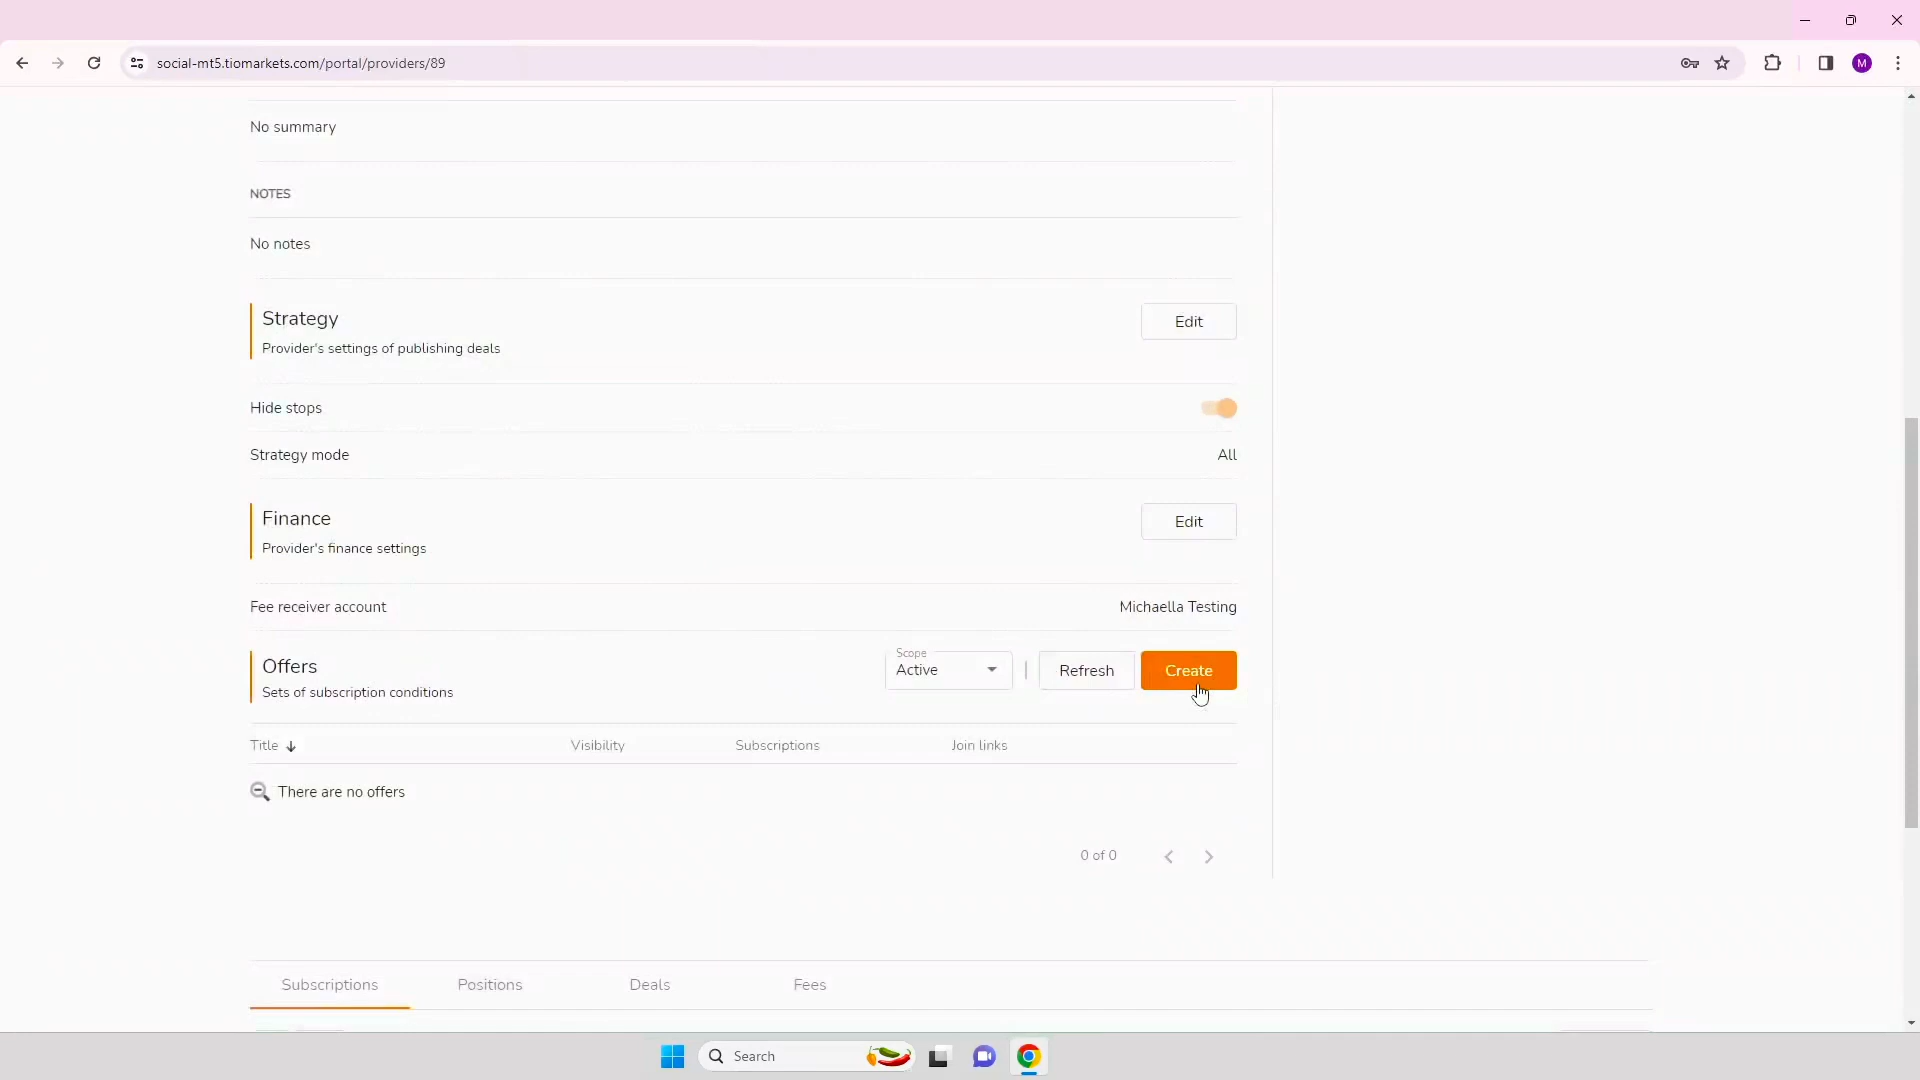 social-mt5.tiomarkets.com/portal/providers/89
M
No summary
NOTES
No notes
Strategy
Edit
Provider's settings of publishing deals
Hide stops
Strategy mode
All
Finance
Edit
Provider's finance settings
Fee receiver account
Michaella Testing
Offers
Scope
Active
Refresh
Create
Sets of subscription conditions
Title
Visibility
Subscriptions
Join links
There are no offers
0 of 0
Subscriptions
Positions
Deals
Fees
Search